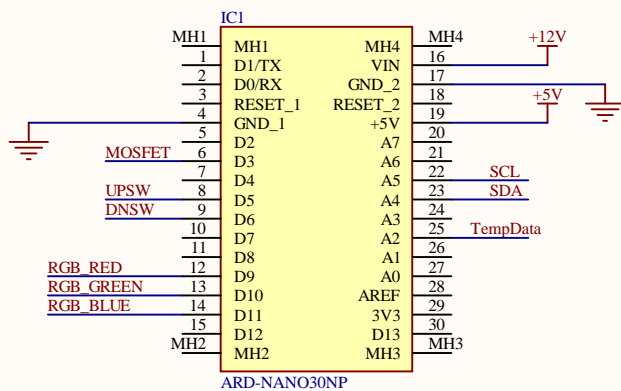 IC1
MH1 MH1 MH4 MH4
+12V
1 D1/TX VIN 16
2 D0/RX GND_2 17
3 RESET_1 RESET_2 18
+5V
4 GND_1 +5V 19
5 D2 A7 20
MOSFET 6 D3 A6 21
7 D4 A5 22 SCL
UPSW 8 D5 A4 23 SDA
DNSW 9 D6 A3 24
10 D7 A2 25 TempData
11 D8 A1 26
RGB_RED 12 D9 A0 27
RGB_GREEN 13 D10 AREF 28
RGB_BLUE 14 D11 3V3 29
15 D12 D13 30
MH2 MH2 MH3 MH3
ARD-NANO30NP